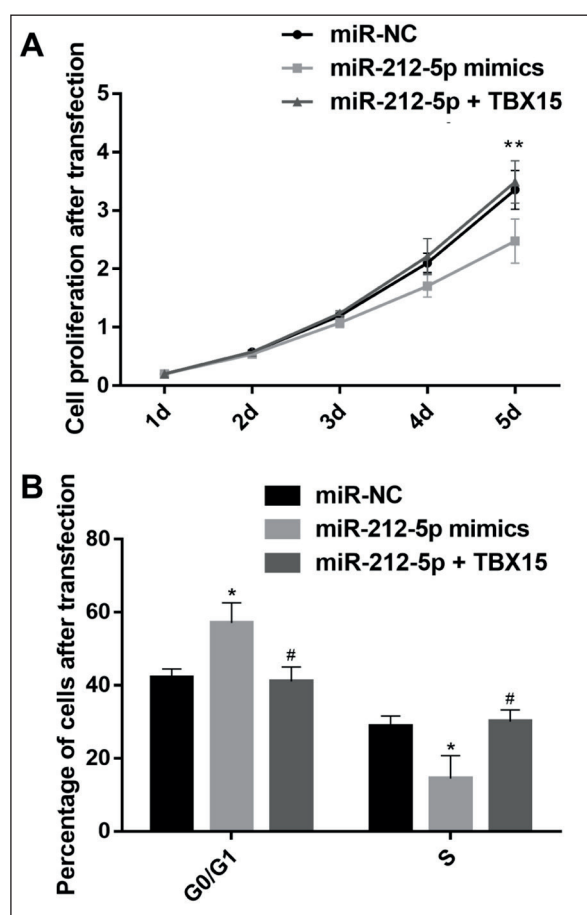 A
miR-NC
miR-212-5p mimics
miR-212-5p + TBX15
Cell proliferation after transfection
5
4
3
2
1
0
**
1d
2d
3d
4d
5d
B
miR-NC
miR-212-5p mimics
miR-212-5p + TBX15
Percentage of cells after transfection
80
60
40
20
0
*
#
*
#
G0/G1
S